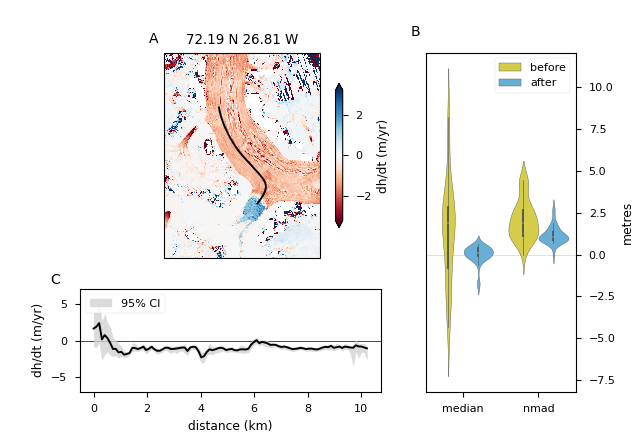 A
72.19 N 26.81 W
2
0
−2
dh/dt (m/yr)
B
before
after
10.0
7.5
5.0
2.5
0.0
−2.5
−5.0
−7.5
metres
median
nmad
C
95% CI
5
0
−5
dh/dt (m/yr)
0
2
4
6
8
10
distance (km)